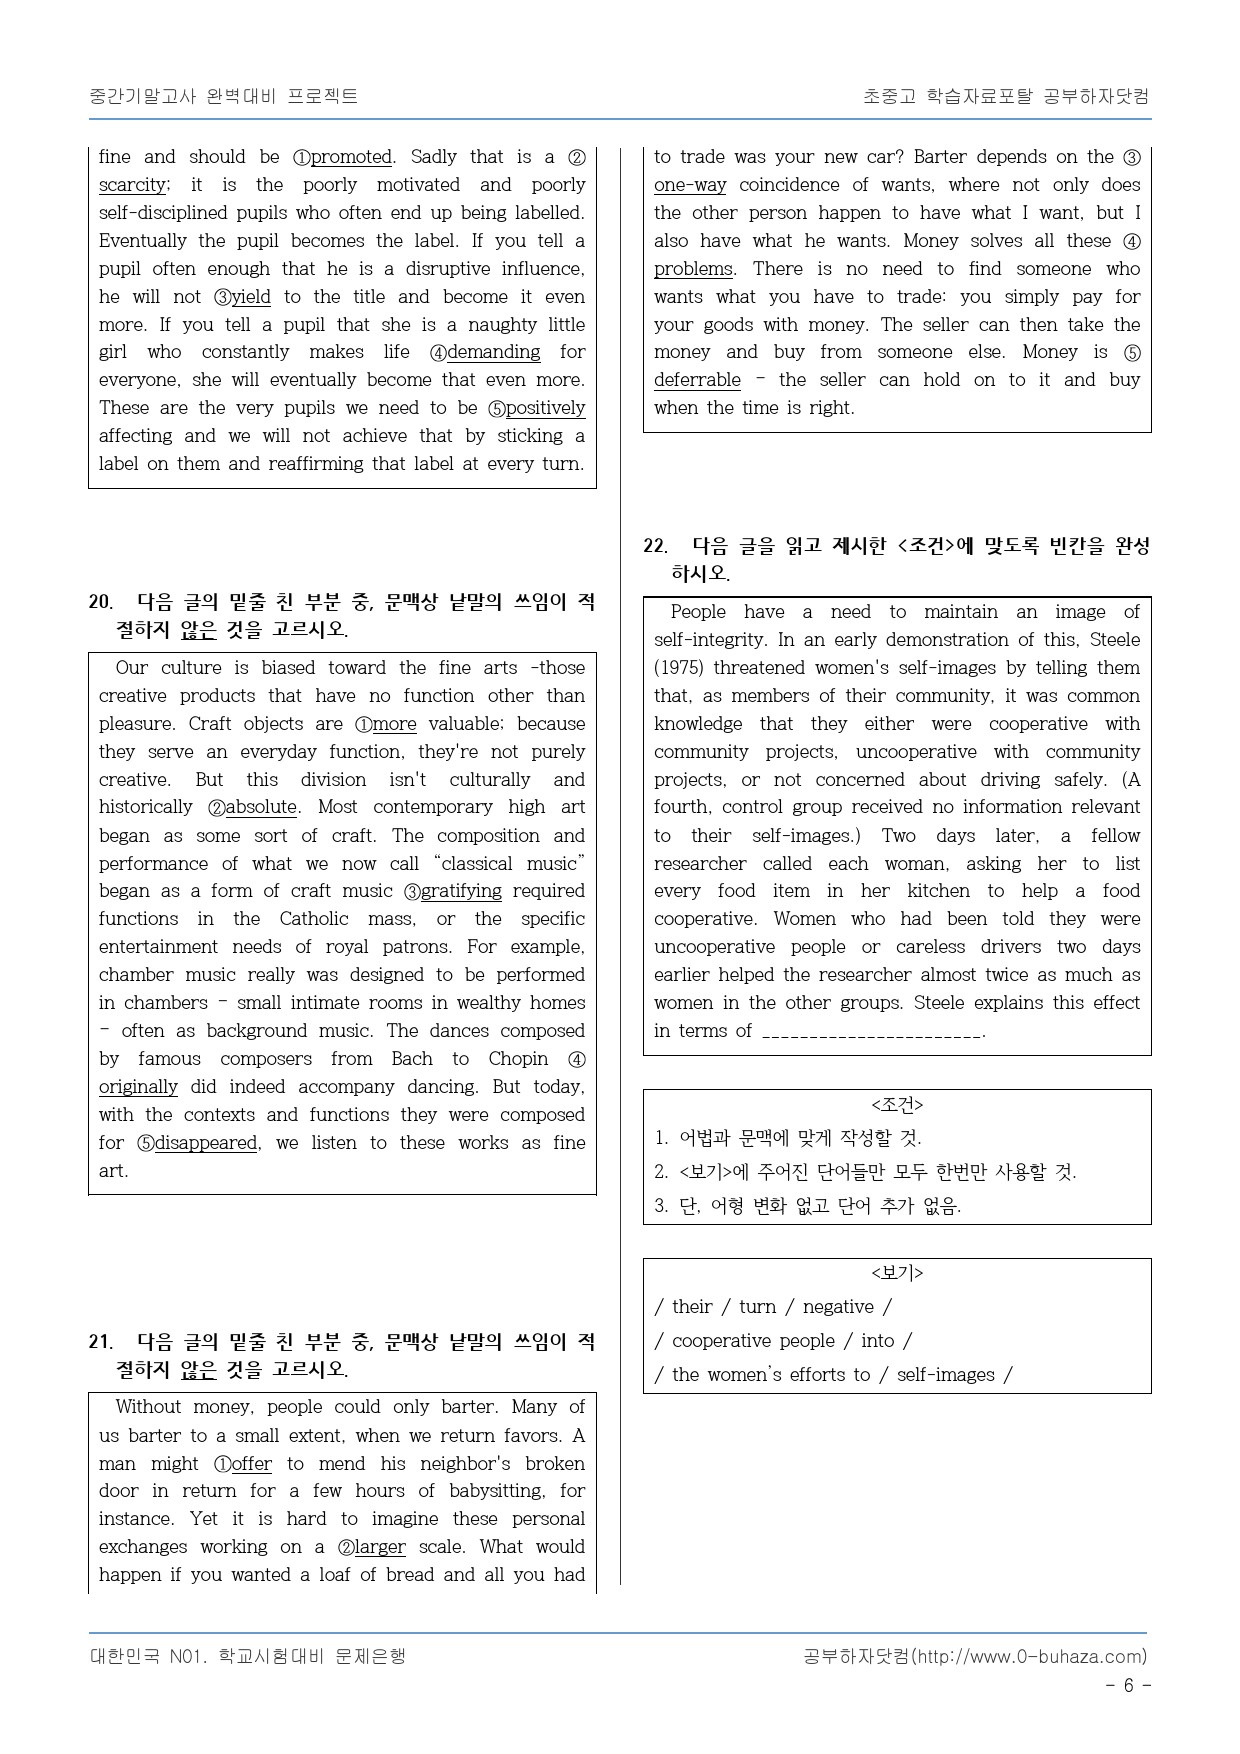 중간기말고사 완벽대비 프로젝트
초중고 학습자료포탈 공부하자닷컴
fine and should be ①promoted. Sadly that is a ②
scarcity; it is the poorly motivated and poorly
self-disciplined pupils who often end up being labelled.
Eventually the pupil becomes the label. If you tell a
pupil often enough that he is a disruptive influence,
he will not ③yield to the title and become it even
more. If you tell a pupil that she is a naughty little
girl who constantly makes life ④demanding for
everyone, she will eventually become that even more.
These are the very pupils we need to be ⑤positively
affecting and we will not achieve that by sticking a
label on them and reaffirming that label at every turn.
20. 다음 글의 밑줄 친 부분 중, 문맥상 낱말의 쓰임이 적
절하지 않은 것을 고르시오.
Our culture is biased toward the fine arts -those
creative products that have no function other than
pleasure. Craft objects are ①more valuable; because
they serve an everyday function, they're not purely
creative. But this division isn't culturally and
historically ②absolute. Most contemporary high art
began as some sort of craft. The composition and
performance of what we now call “classical music”
began as a form of craft music ③gratifying required
functions in the Catholic mass, or the specific
entertainment needs of royal patrons. For example,
chamber music really was designed to be performed
in chambers - small intimate rooms in wealthy homes
- often as background music. The dances composed
by famous composers from Bach to Chopin ④
originally did indeed accompany dancing. But today,
with the contexts and functions they were composed
for ⑤disappeared, we listen to these works as fine
art.
21. 다음 글의 밑줄 친 부분 중, 문맥상 낱말의 쓰임이 적
절하지 않은 것을 고르시오.
Without money, people could only barter. Many of
us barter to a small extent, when we return favors. A
man might ①offer to mend his neighbor's broken
door in return for a few hours of babysitting, for
instance. Yet it is hard to imagine these personal
exchanges working on a ②larger scale. What would
happen if you wanted a loaf of bread and all you had
to trade was your new car? Barter depends on the ③
one-way coincidence of wants, where not only does
the other person happen to have what I want, but I
also have what he wants. Money solves all these ④
problems. There is no need to find someone who
wants what you have to trade: you simply pay for
your goods with money. The seller can then take the
money and buy from someone else. Money is ⑤
deferrable - the seller can hold on to it and buy
when the time is right.
22. 다음 글을 읽고 제시한 <조건>에 맞도록 빈칸을 완성
하시오.
People have a need to maintain an image of
self-integrity. In an early demonstration of this, Steele
(1975) threatened women's self-images by telling them
that, as members of their community, it was common
knowledge that they either were cooperative with
community projects, uncooperative with community
projects, or not concerned about driving safely. (A
fourth, control group received no information relevant
to their self-images.) Two days later, a fellow
researcher called each woman, asking her to list
every food item in her kitchen to help a food
cooperative. Women who had been told they were
uncooperative people or careless drivers two days
earlier helped the researcher almost twice as much as
women in the other groups. Steele explains this effect
in terms of _______________________.
<조건>
1. 어법과 문맥에 맞게 작성할 것.
2. <보기>에 주어진 단어들만 모두 한번만 사용할 것.
3. 단, 어형 변화 없고 단어 추가 없음.
<보기>
/ their / turn / negative /
/ cooperative people / into /
/ the women's efforts to / self-images /
대한민국 N01. 학교시험대비 문제은행
공부하자닷컴(http://www.0-buhaza.com)
- 6 -